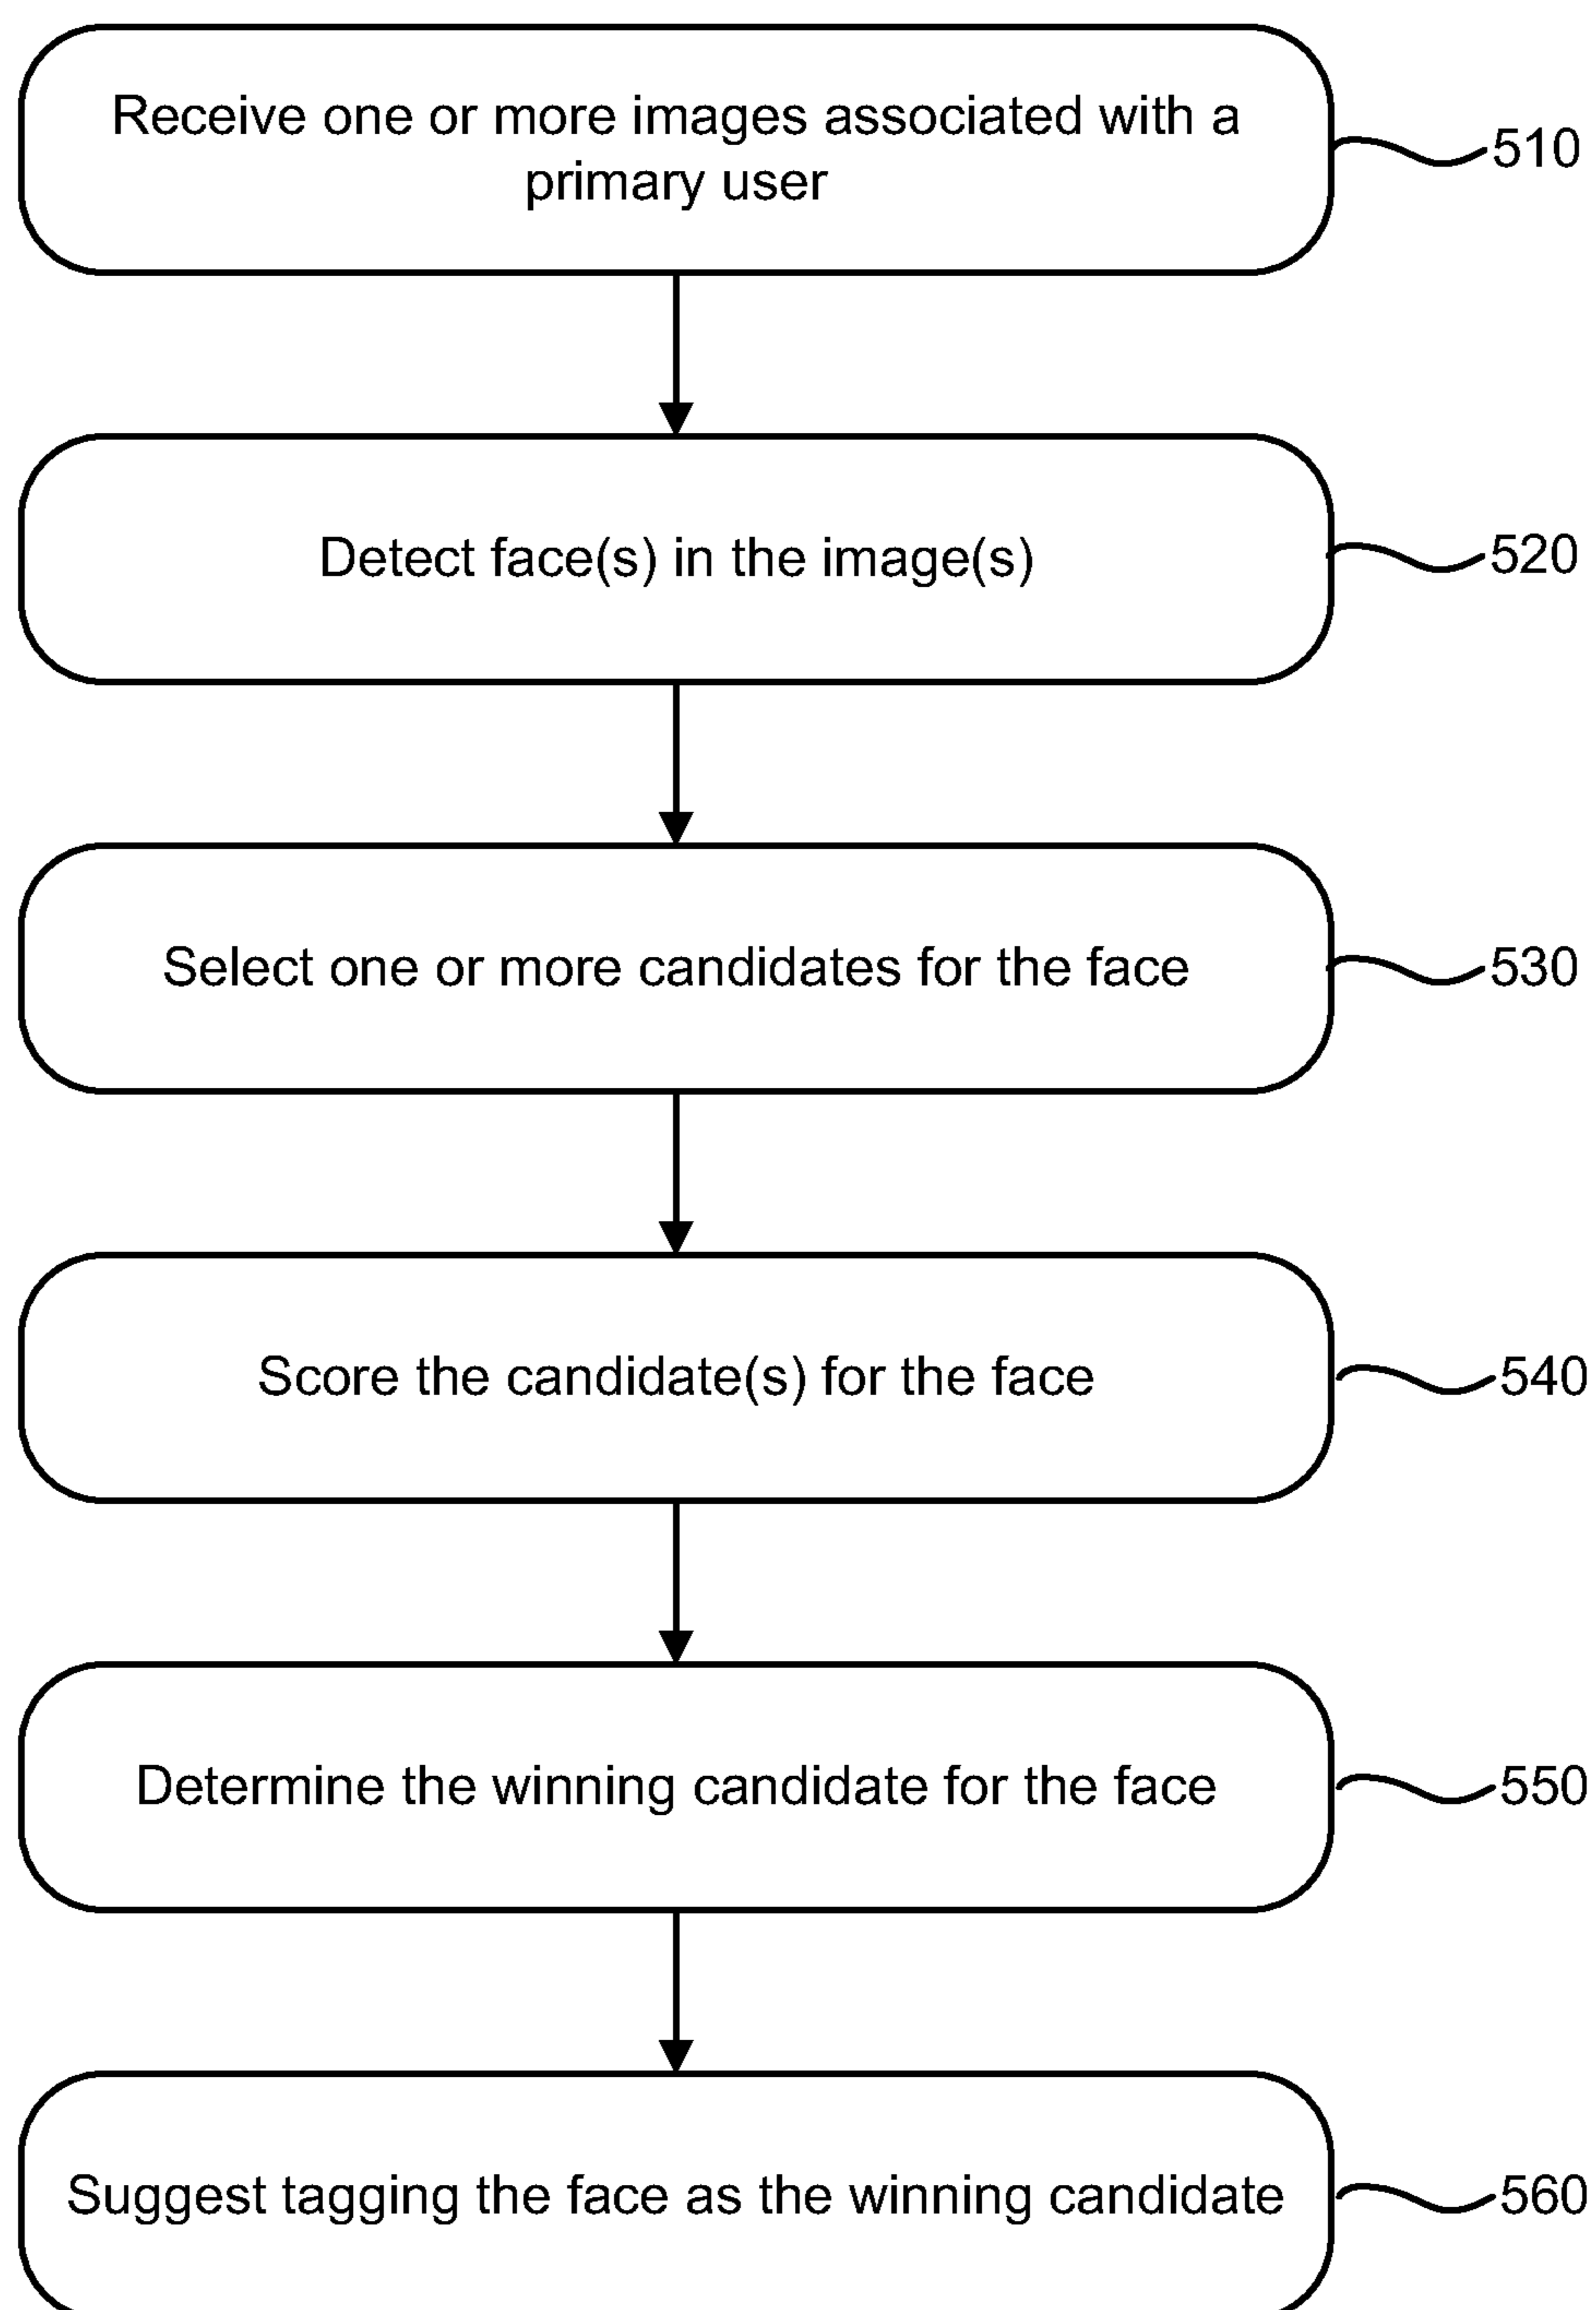 Receive one or more images associated with a
primary user
510
Detect face(s) in the image(s)
520
Select one or more candidates for the face
530
Score the candidate(s) for the face
540
Determine the winning candidate for the face
550
Suggest tagging the face as the winning candidate
560